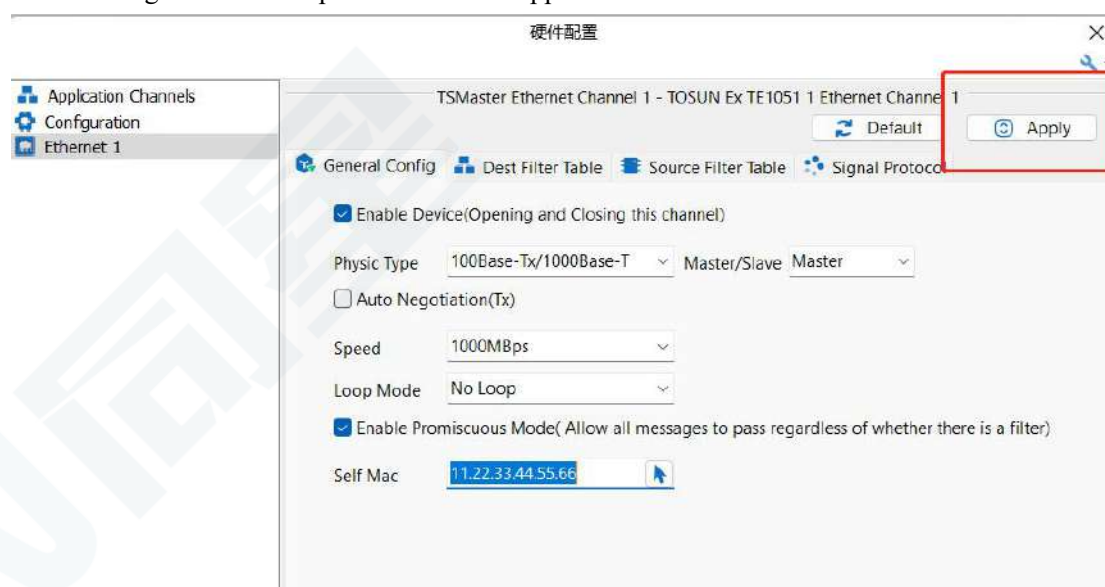 硬件配置
Application Channels
Configuration
Ethernet 1
TSMaster Ethernet Channel 1 - TOSUN Ex TE1051 1 Ethernet Channel 1
Default
Apply
General Config
Dest Filter Table
Source Filter Table
Signal Protocol
Enable Device(Opening and Closing this channel)
Physic Type 100Base-Tx/1000Base-T Master/Slave Master
Auto Negotiation(Tx)
Speed 1000MBps
Loop Mode No Loop
Enable Promiscuous Mode( Allow all messages to pass regardless of whether there is a filter)
Self Mac 11.22.33.44.55.66